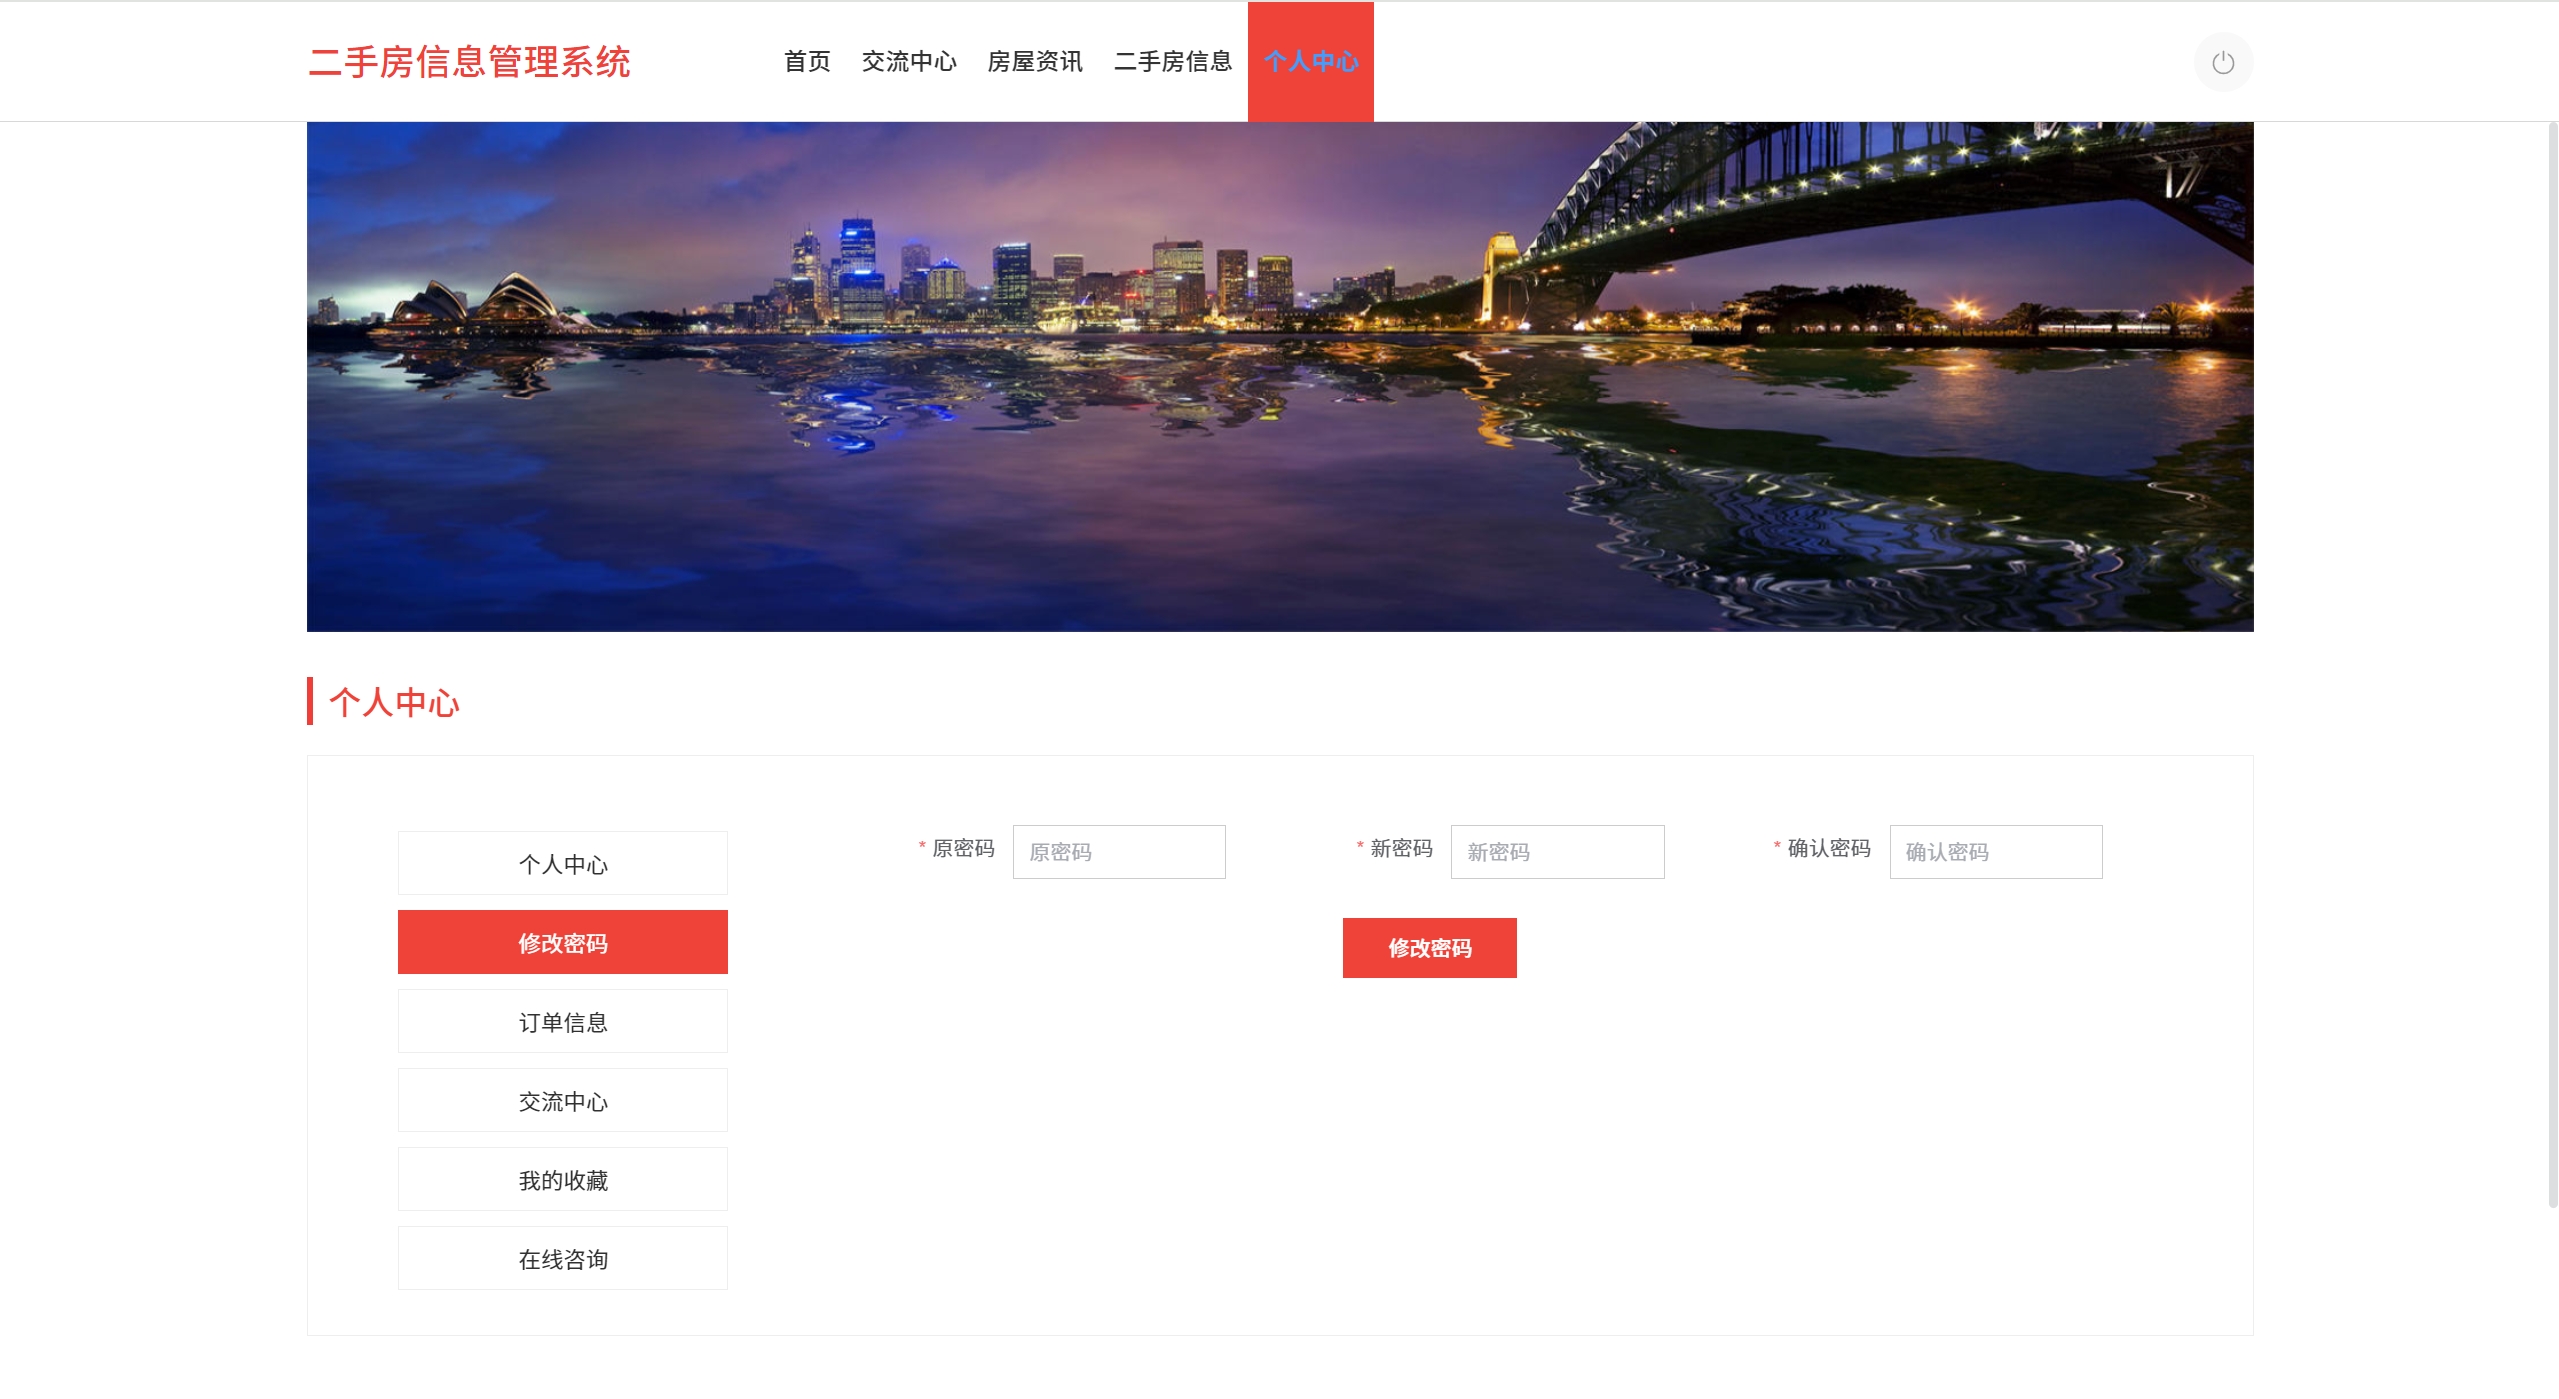 二手房信息管理系统
首页 交流中心 房屋资讯 二手房信息 个人中心
个人中心
个人中心
修改密码
订单信息
交流中心
我的收藏
在线咨询
* 原密码 原密码 * 新密码 新密码 * 确认密码 确认密码
修改密码